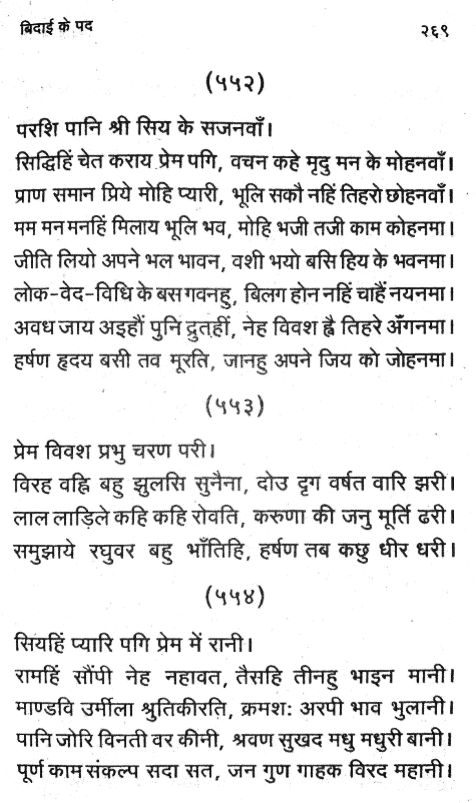 बिदाई के पद
२६९
(५५२)
परशि पानि श्री सिय के सजनवाँ।
सिद्धिहिं चेत कराय प्रेम पगि, वचन कहे मृदु मन के मोहनवाँ।
प्राण समान प्रिये मोहि प्यारी, भूलि सकौ नहिं तिहरो छोहनवाँ।
मम मन मनहिं मिलाय भूलि भव, मोहि भजी तजी काम कोहनमा।
जीति लियो अपने भल भावन, वशी भयो बसि हिय के भवनमा।
लोक-वेद-विधि के बस गवनहु, बिलग होन नहिं चाहैं नयनमा।
अवध जाय अइहौं पुनि द्रुतहीं, नेह विवश ह्वै तिहरे अँगनमा।
हर्षण हृदय बसी तव मूरति, जानहु अपने जिय को जोहनमा।
(५५३)
प्रेम विवश प्रभु चरण परी।
विरह वह्नि बहु झुलसि सुनैना, दोउ दृग वर्षत वारि झरी।
लाल लाड़िले कहि कहि रोवति, करुणा की जनु मूर्ति ढरी।
समुझाये रघुवर बहु भाँतिहि, हर्षण तब कछु धीर धरी।
(५५४)
सियहिं प्यारि पगि प्रेम में रानी।
रामहिं सौंपी नेह नहावत, तैसहि तीनहु भाइन मानी।
माण्डवि उर्मीला श्रुतिकीरति, क्रमशः अरपी भाव भुलानी।
पानि जोरि विनती वर कीनी, श्रवण सुखद मधु मधुरी बानी।
पूर्ण काम संकल्प सदा सत, जन गुण गाहक विरद महानी।